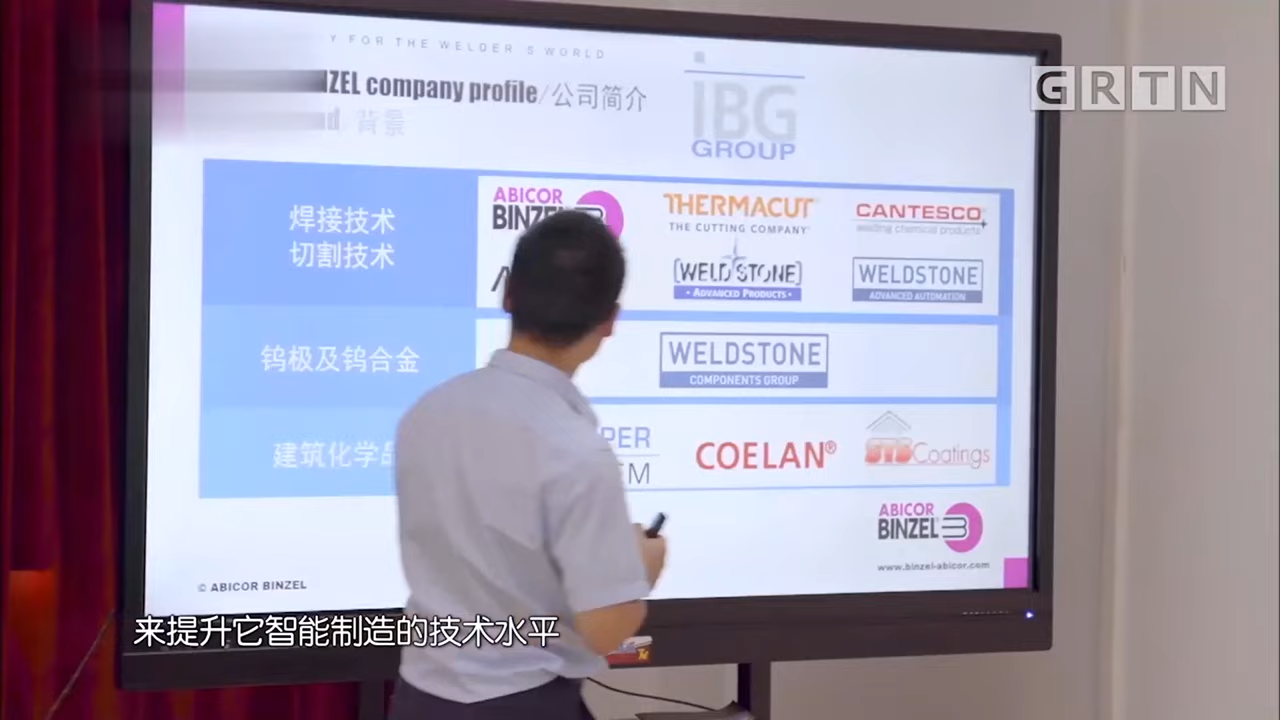 Y FOR THE WELDER'S WORLD
NZEL company profile/公司简介
背景
IBG
GROUP
GRTN
焊接技术
切割技术
ABICOR
BINZEL
THERMACUT
THE CUTTING COMPANY
CANTESCO
welding chemical products
WELD STONE
ADVANCED PRODUCTS
WELDSTONE
ADVANCED AUTOMATION
钨极及钨合金
WELDSTONE
COMPONENTS GROUP
建筑化学品
PER
EM
COELAN®
STS Coatings
ABICOR
BINZEL
www.binzel-abicor.com
© ABICOR BINZEL
来提升它智能制造的技术水平